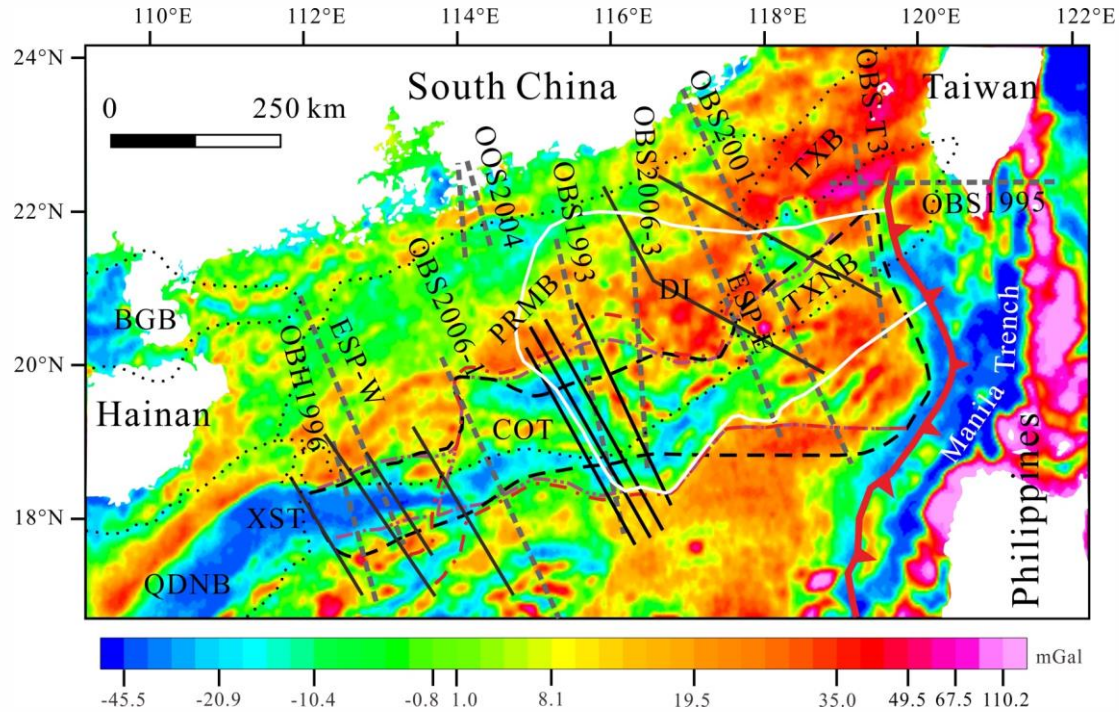 110°E 112°E 114°E 116°E 118°E 120°E 122°E
24°N
22°N
20°N
18°N
South China
Taiwan
0 250 km
OOS2004
OBS1993
OBS2006-3
OBS2001
OBS-T3
TXB
OBS1995
BGB
Hainan
OBH1996
ESP-W
OBS2006-1
PRMB
DI
ESP-E
TXNB
COT
XST
QDNB
Manila Trench
Philippines
mGal
-45.5 -20.9 -10.4 -0.8 1.0 8.1 19.5 35.0 49.5 67.5 110.2